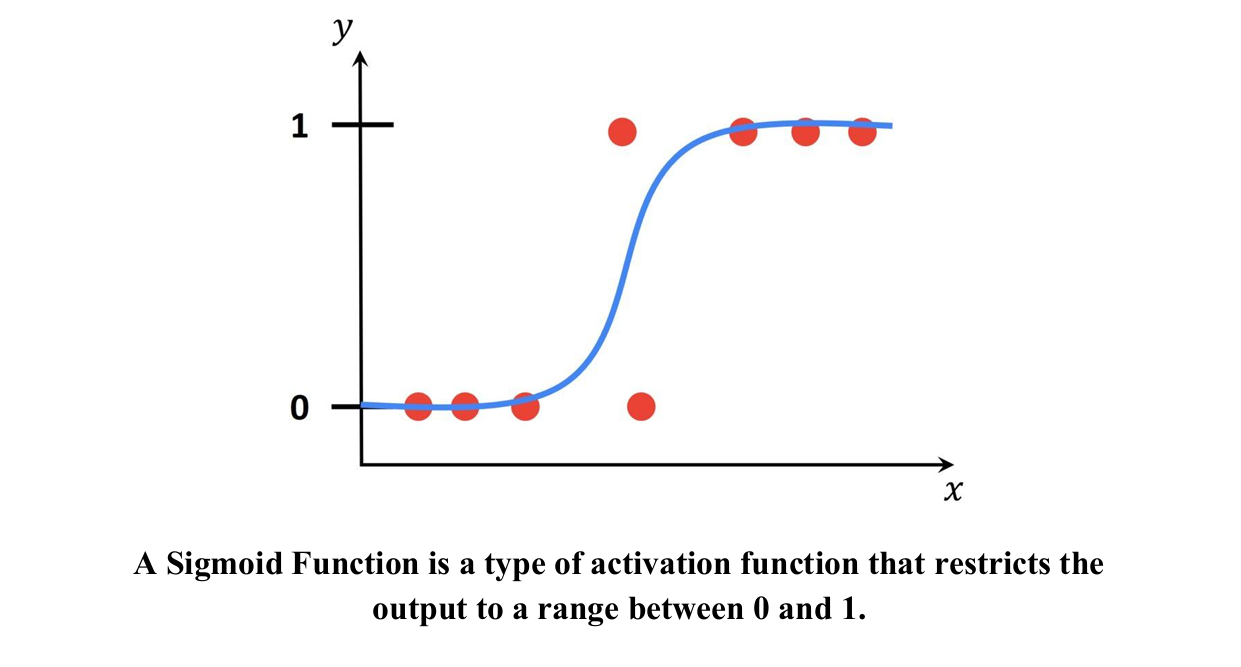 y
1
0
x
A Sigmoid Function is a type of activation function that restricts the
output to a range between 0 and 1.